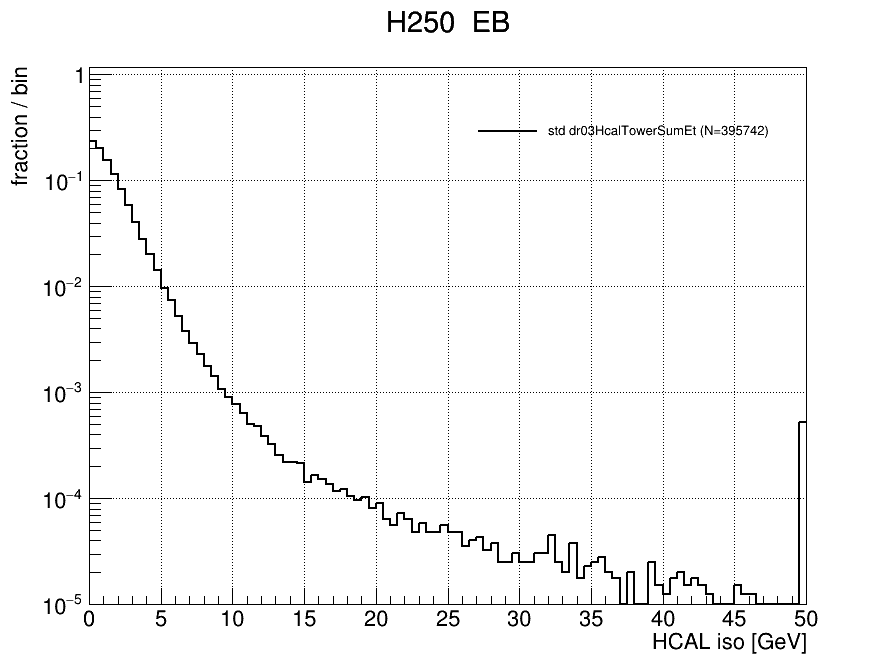 H250 EB
fraction / bin
1
10−1
10−2
10−3
10−4
10−5
std dr03HcalTowerSumEt (N=395742)
0 5 10 15 20 25 30 35 40 45 50
HCAL iso [GeV]